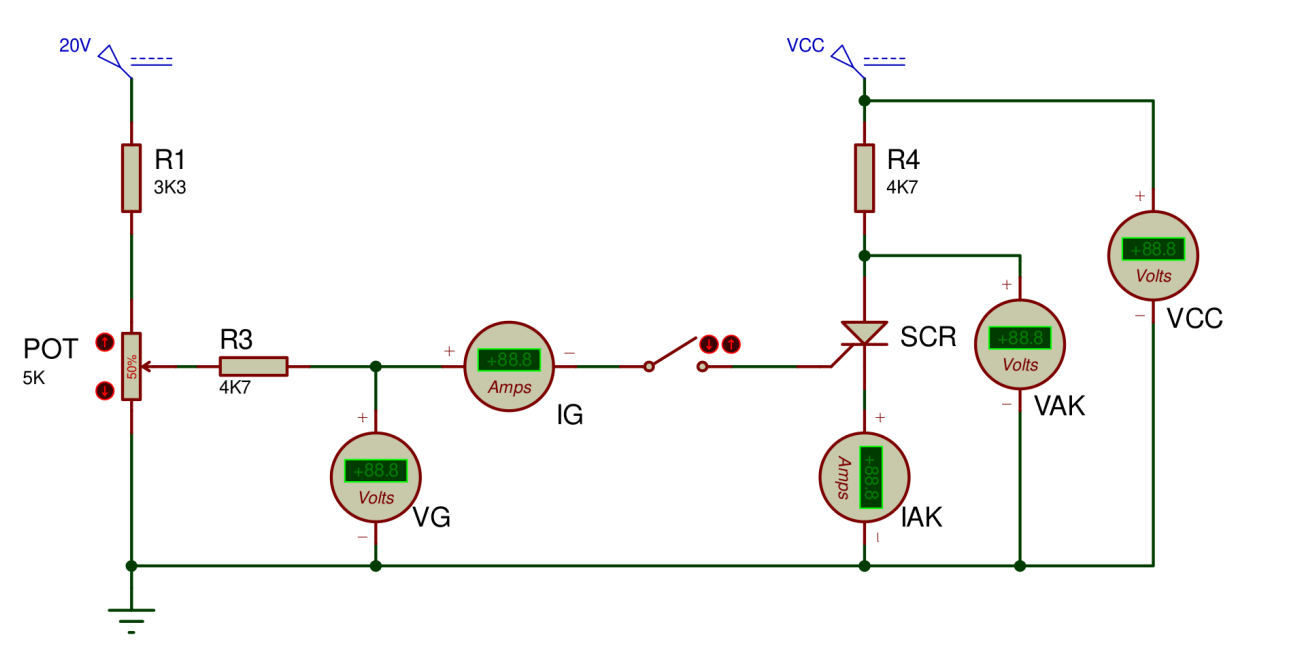 20V
VCC
R1
3K3
R4
4K7
+
+88.8
Volts
-
VCC
POT
5K
50%
R3
4K7
+
+88.8
Amps
-
IG
SCR
+
+88.8
Volts
-
VAK
+
+88.8
Volts
-
VG
+
+88.8
Amps
-
IAK